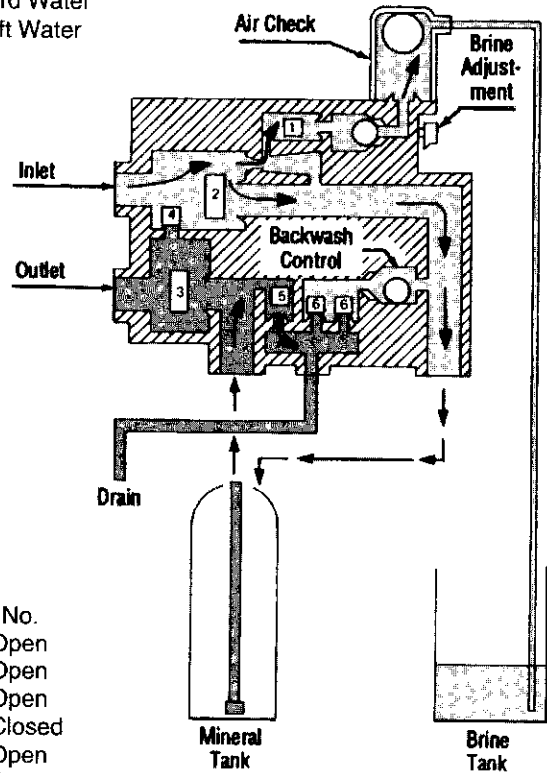 Water
ft Water
Air Check
Brine
Adjust-
ment
1
Inlet
2
4
Backwash
Control
Outlet
3
5
6
6
Drain
No.
Open
Open
Open
Closed
Open
Mineral
Tank
Brine
Tank